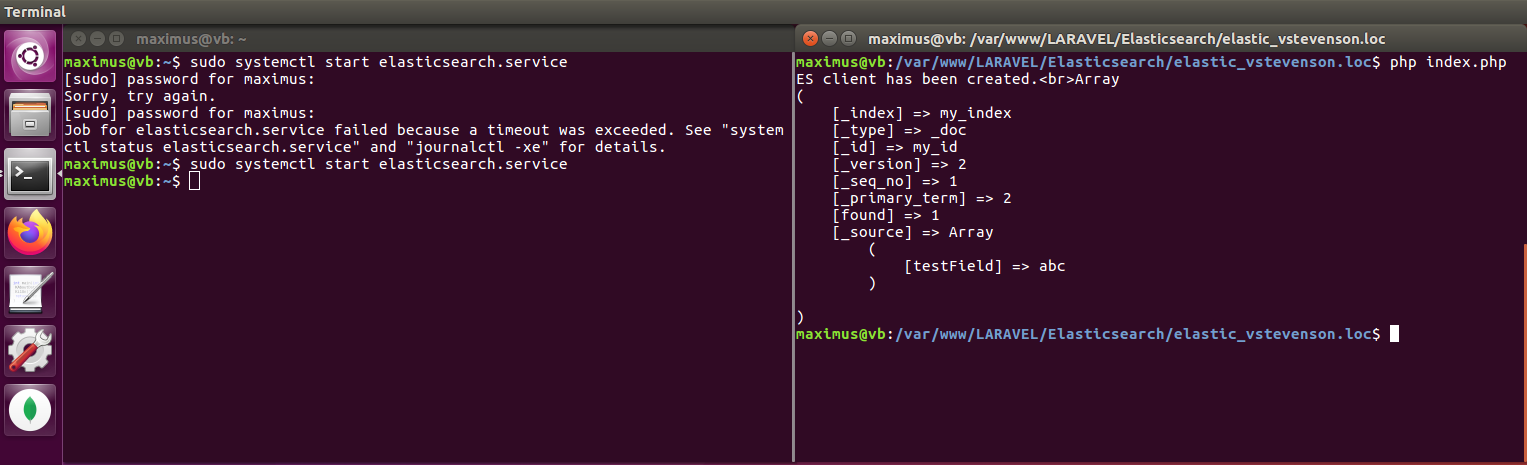 Terminal
maximus@vb: ~
maximus@vb:~$ sudo systemctl start elasticsearch.service
[sudo] password for maximus:
Sorry, try again.
[sudo] password for maximus:
Job for elasticsearch.service failed because a timeout was exceeded. See "system
ctl status elasticsearch.service" and "journalctl -xe" for details.
maximus@vb:~$ sudo systemctl start elasticsearch.service
maximus@vb:~$
maximus@vb: /var/www/LARAVEL/Elasticsearch/elastic_vstevenson.loc
maximus@vb:/var/www/LARAVEL/Elasticsearch/elastic_vstevenson.loc$ php index.php
ES client has been created.<br>Array
(
    [_index] => my_index
    [_type] => _doc
    [_id] => my_id
    [_version] => 2
    [_seq_no] => 1
    [_primary_term] => 2
    [found] => 1
    [_source] => Array
        (
            [testField] => abc
        )
)
maximus@vb:/var/www/LARAVEL/Elasticsearch/elastic_vstevenson.loc$